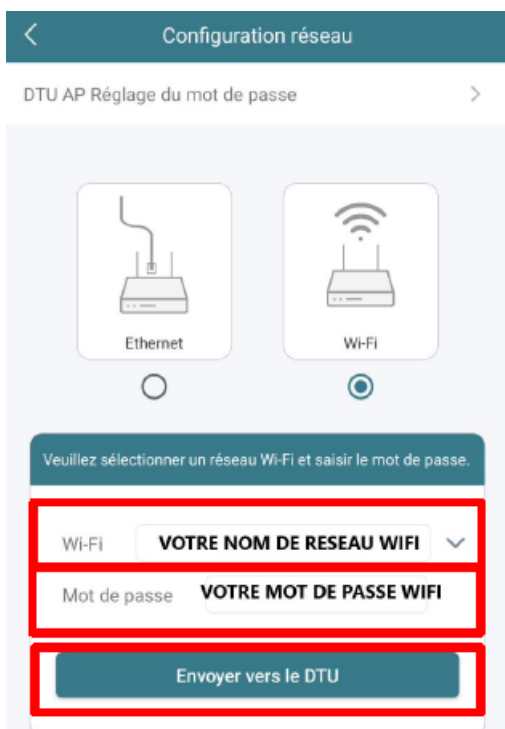 Configuration réseau
DTU AP Réglage du mot de passe
Ethernet
Wi-Fi
Veuillez sélectionner un réseau Wi-Fi et saisir le mot de passe.
Wi-Fi VOTRE NOM DE RESEAU WIFI
Mot de passe VOTRE MOT DE PASSE WIFI
Envoyer vers le DTU